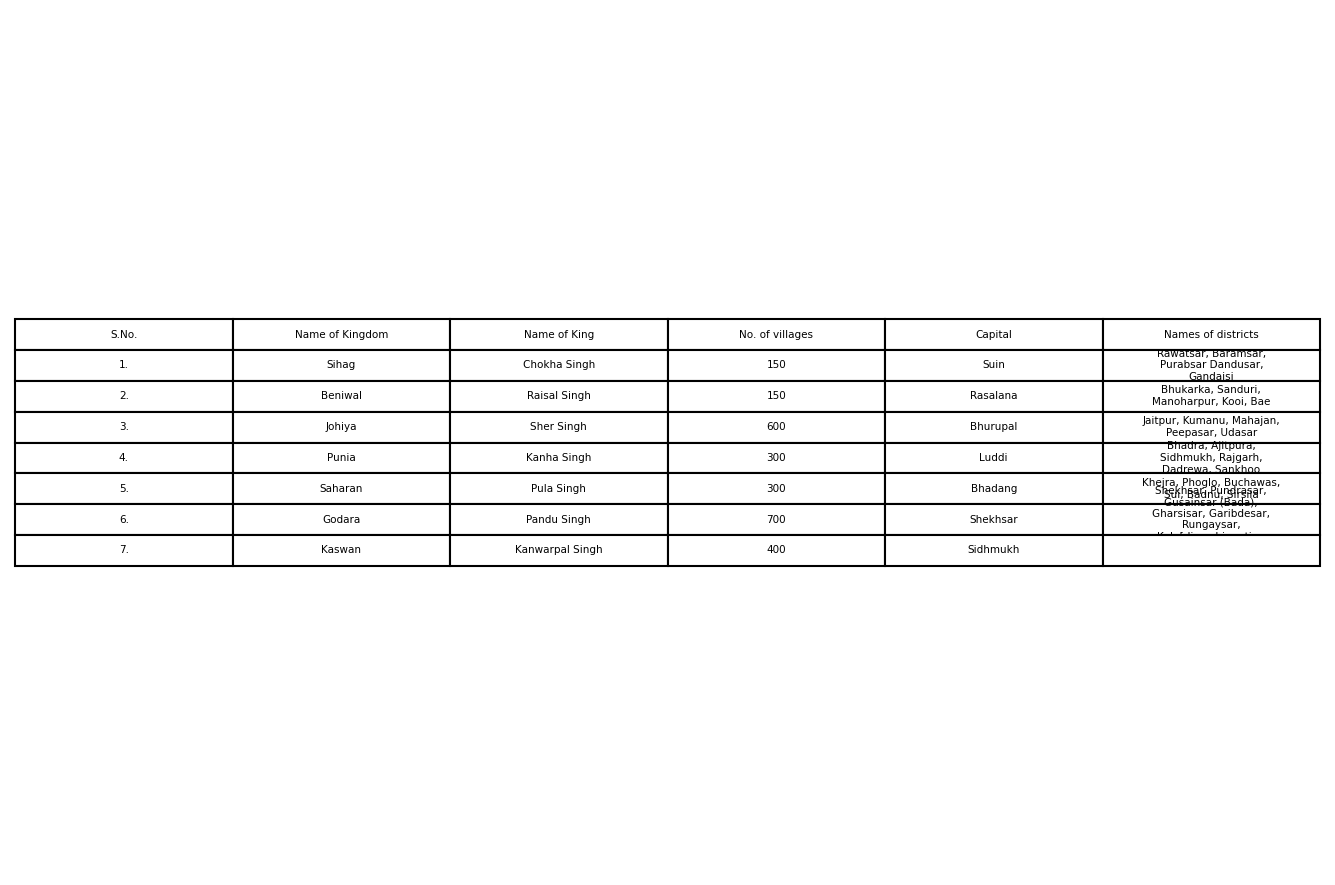 S.No. Name of Kingdom Name of King No. of villages Capital Names of districts
1. Sihag Chokha Singh 150 Suin Rawatsar, Baramsar,
Purabsar Dandusar,
Gandaisi
2. Beniwal Raisal Singh 150 Rasalana Bhukarka, Sanduri,
Manoharpur, Kooi, Bae
3. Johiya Sher Singh 600 Bhurupal Jaitpur, Kumanu, Mahajan,
Peepasar, Udasar
4. Punia Kanha Singh 300 Luddi Bhadra, Ajitpura,
Sidhmukh, Rajgarh,
Dadrewa, Sankhoo
5. Saharan Pula Singh 300 Bhadang Khejra, Phoglo, Buchawas,
Sui, Badnu, Sirsila
6. Godara Pandu Singh 700 Shekhsar Shekhsar, Pundrasar,
Gusainsar (Bada),
Gharsisar, Garibdesar,
Rungaysar,
7. Kaswan Kanwarpal Singh 400 Sidhmukh